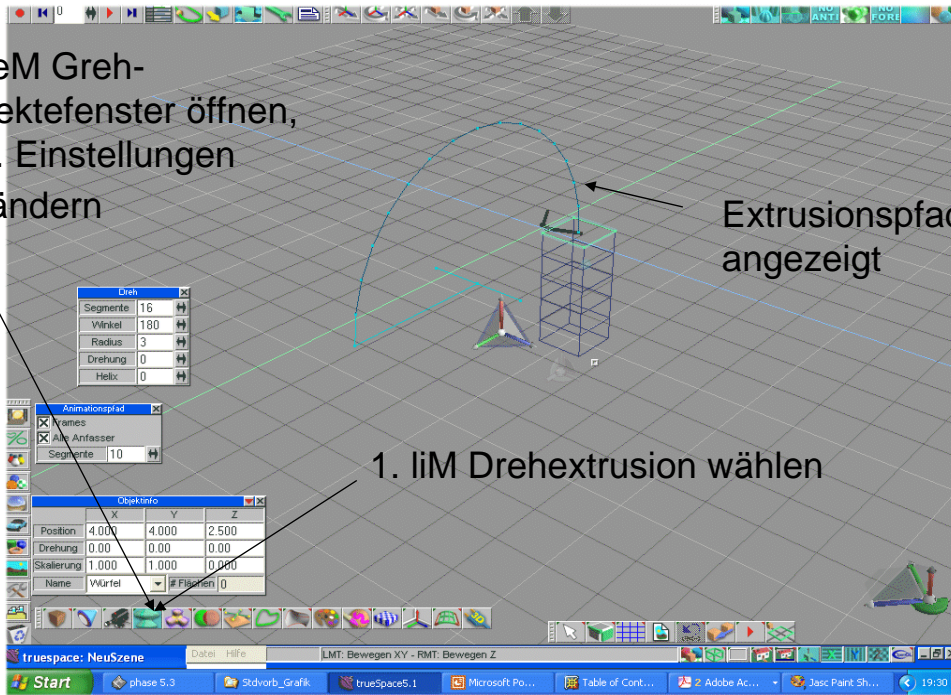 0
NO
ANTI
NO
FORE
eM Greh-
ektefenster öffnen,
. Einstellungen
ändern
Extrusionspfad
angezeigt
Dreh
Segmente 16
Winkel 180
Radius 3
Drehung 0
Helix 0
Animationspfad
Frames
Alle Anfasser
Segmente 10
1. liM Drehextrusion wählen
Objektinfo
X Y Z
Position 4.000 4.000 2.500
Drehung 0.00 0.00 0.00
Skalierung 1.000 1.000 0.000
Name Würfel # Flächen 0
truespace: NeuSzene Datei Hilfe LMT: Bewegen XY - RMT: Bewegen Z
Start phase 5.3 Stdvorb_Grafik trueSpace5.1 Microsoft Po... Table of Cont... 2 Adobe Ac... Jasc Paint Sh... 19:30